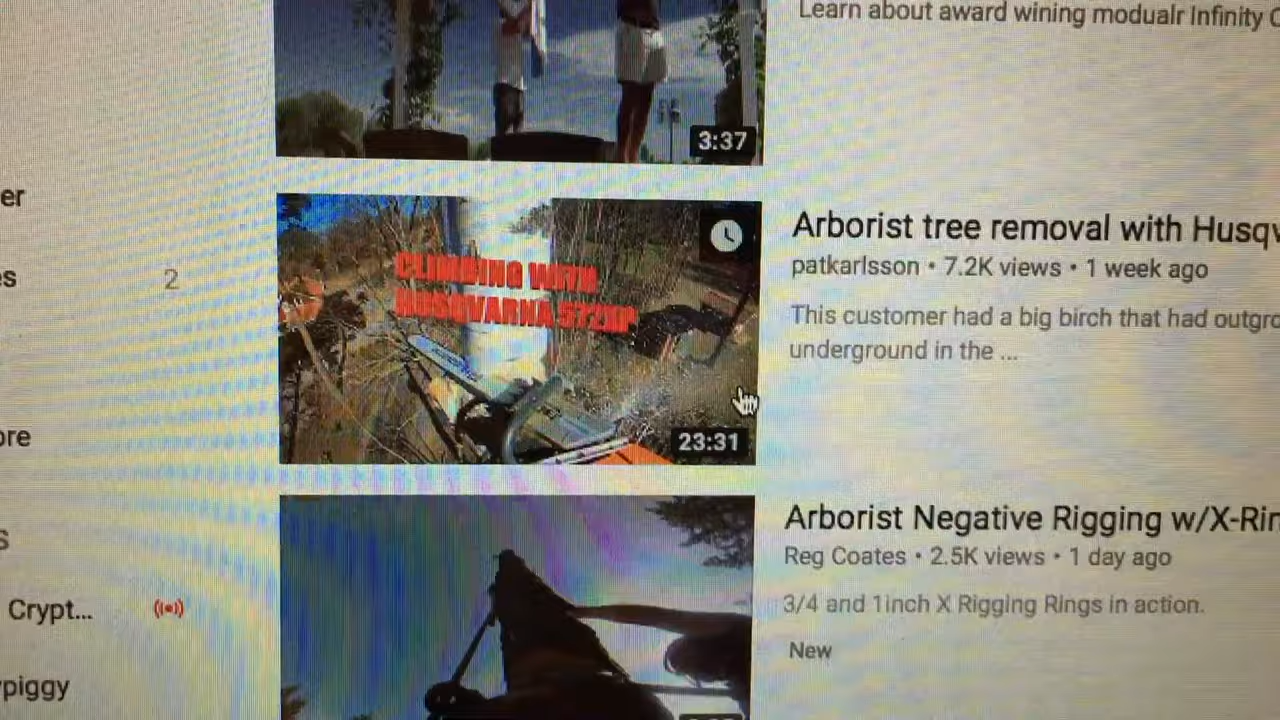 Learn about award wining modualr Infinity
3:37
er
es
2
Arborist tree removal with Husqv
patkarlsson • 7.2K views • 1 week ago
CLIMBING WITH
HUSQVARNA 572XP
This customer had a big birch that had outgro
underground in the ...
23:31
ore
Arborist Negative Rigging w/X-Rin
Reg Coates • 2.5K views • 1 day ago
S
Crypt...
3/4 and 1inch X Rigging Rings in action.
New
piggy